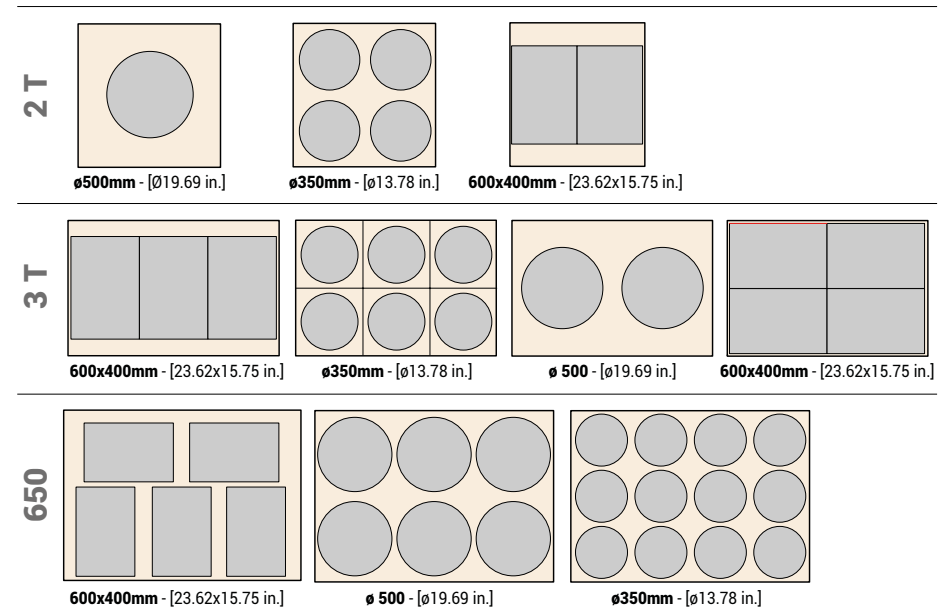 2 T
ø500mm - [Ø19.69 in.]
ø350mm - [ø13.78 in.]
600x400mm - [23.62x15.75 in.]
3 T
600x400mm - [23.62x15.75 in.]
ø350mm - [ø13.78 in.]
ø 500 - [ø19.69 in.]
600x400mm - [23.62x15.75 in.]
650
600x400mm - [23.62x15.75 in.]
ø 500 - [ø19.69 in.]
ø350mm - [ø13.78 in.]